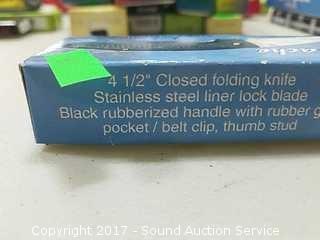 ache
4 1/2" Closed folding knife
Stainless steel liner lock blade
Black rubberized handle with rubber g
pocket / belt clip, thumb stud
Copyright 2017 - Sound Auction Service